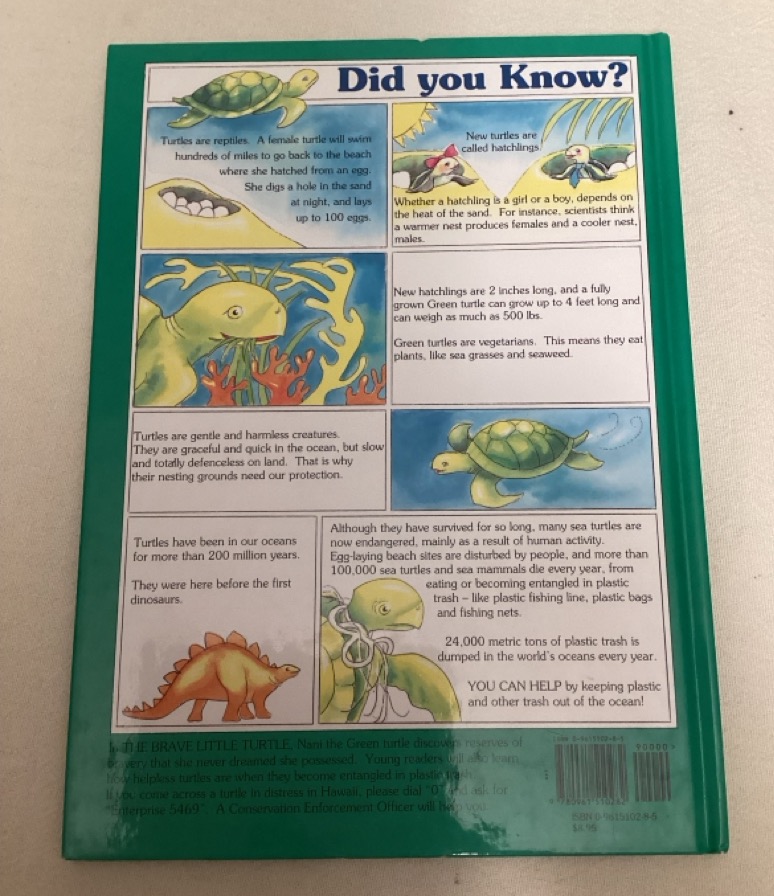 Did you Know?
Turtles are reptiles. A female turtle will swim
hundreds of miles to go back to the beach
where she hatched from an egg.
She digs a hole in the sand
at night, and lays
up to 100 eggs.
New turtles are
called hatchlings.
Whether a hatchling is a girl or a boy, depends on
the heat of the sand. For instance, scientists think
a warmer nest produces females and a cooler nest,
males.
New hatchlings are 2 inches long, and a fully
grown Green turtle can grow up to 4 feet long and
can weigh as much as 500 lbs.
Green turtles are vegetarians. This means they eat
plants, like sea grasses and seaweed.
Turtles are gentle and harmless creatures.
They are graceful and quick in the ocean, but slow
and totally defenceless on land. That is why
their nesting grounds need our protection.
Turtles have been in our oceans
for more than 200 million years.
They were here before the first
dinosaurs.
Although they have survived for so long, many sea turtles are
now endangered, mainly as a result of human activity.
Egg-laying beach sites are disturbed by people, and more than
100,000 sea turtles and sea mammals die every year, from
eating or becoming entangled in plastic
trash – like plastic fishing line, plastic bags
and fishing nets.
24,000 metric tons of plastic trash is
dumped in the world's oceans every year.
YOU CAN HELP by keeping plastic
and other trash out of the ocean!
In THE BRAVE LITTLE TURTLE, Nani the Green turtle discovers reserves of
bravery that she never dreamed she possessed. Young readers will also learn
how helpless turtles are when they become entangled in plastic trash.
If you come across a turtle in distress in Hawaii, please dial "0" and ask for
"Enterprise 5469". A Conservation Enforcement Officer will help you.
90000>
ISBN 0-9615102-9-5
$8.95